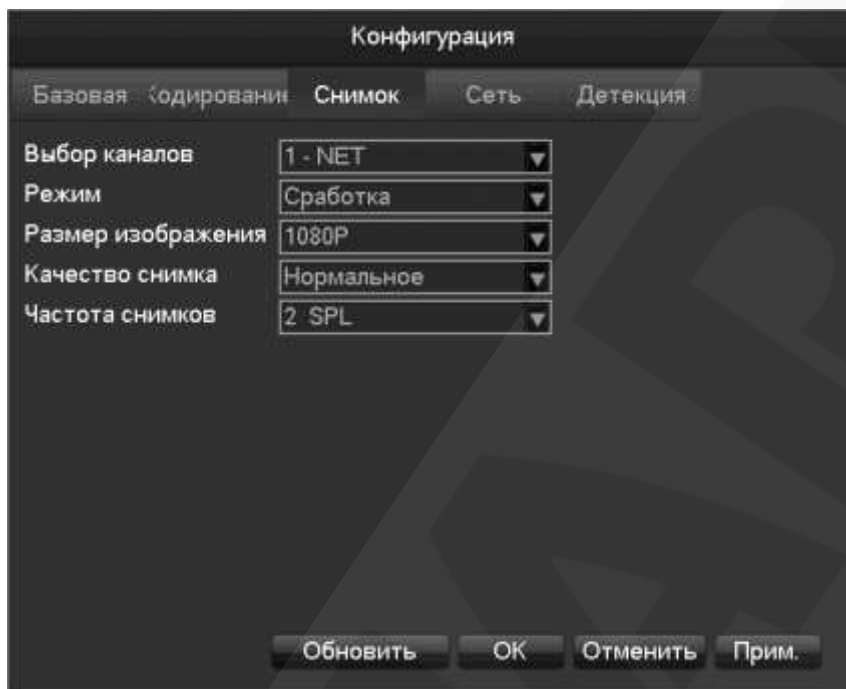 Конфигурация
Базовая Кодирование Снимок Сеть Детекция
Выбор каналов 1 - NET
Режим Сработка
Размер изображения 1080P
Качество снимка Нормальное
Частота снимков 2 SPL
Обновить OK Отменить Прим.